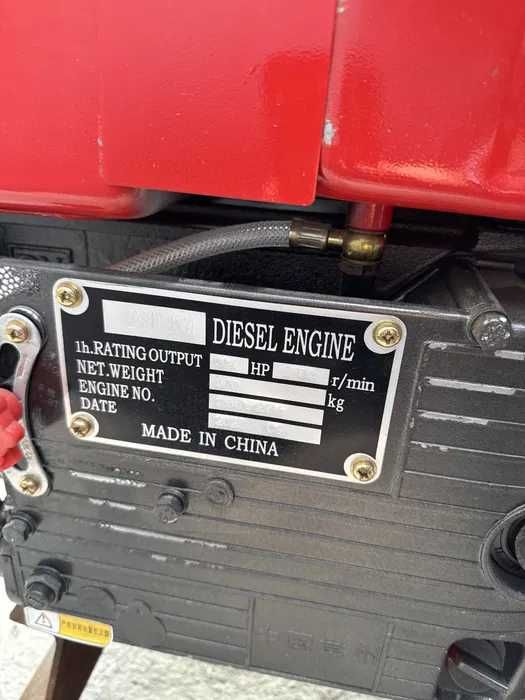 DIESEL ENGINE
1h.RATING OUTPUT HP r/min
NET.WEIGHT kg
ENGINE NO.
DATE
MADE IN CHINA